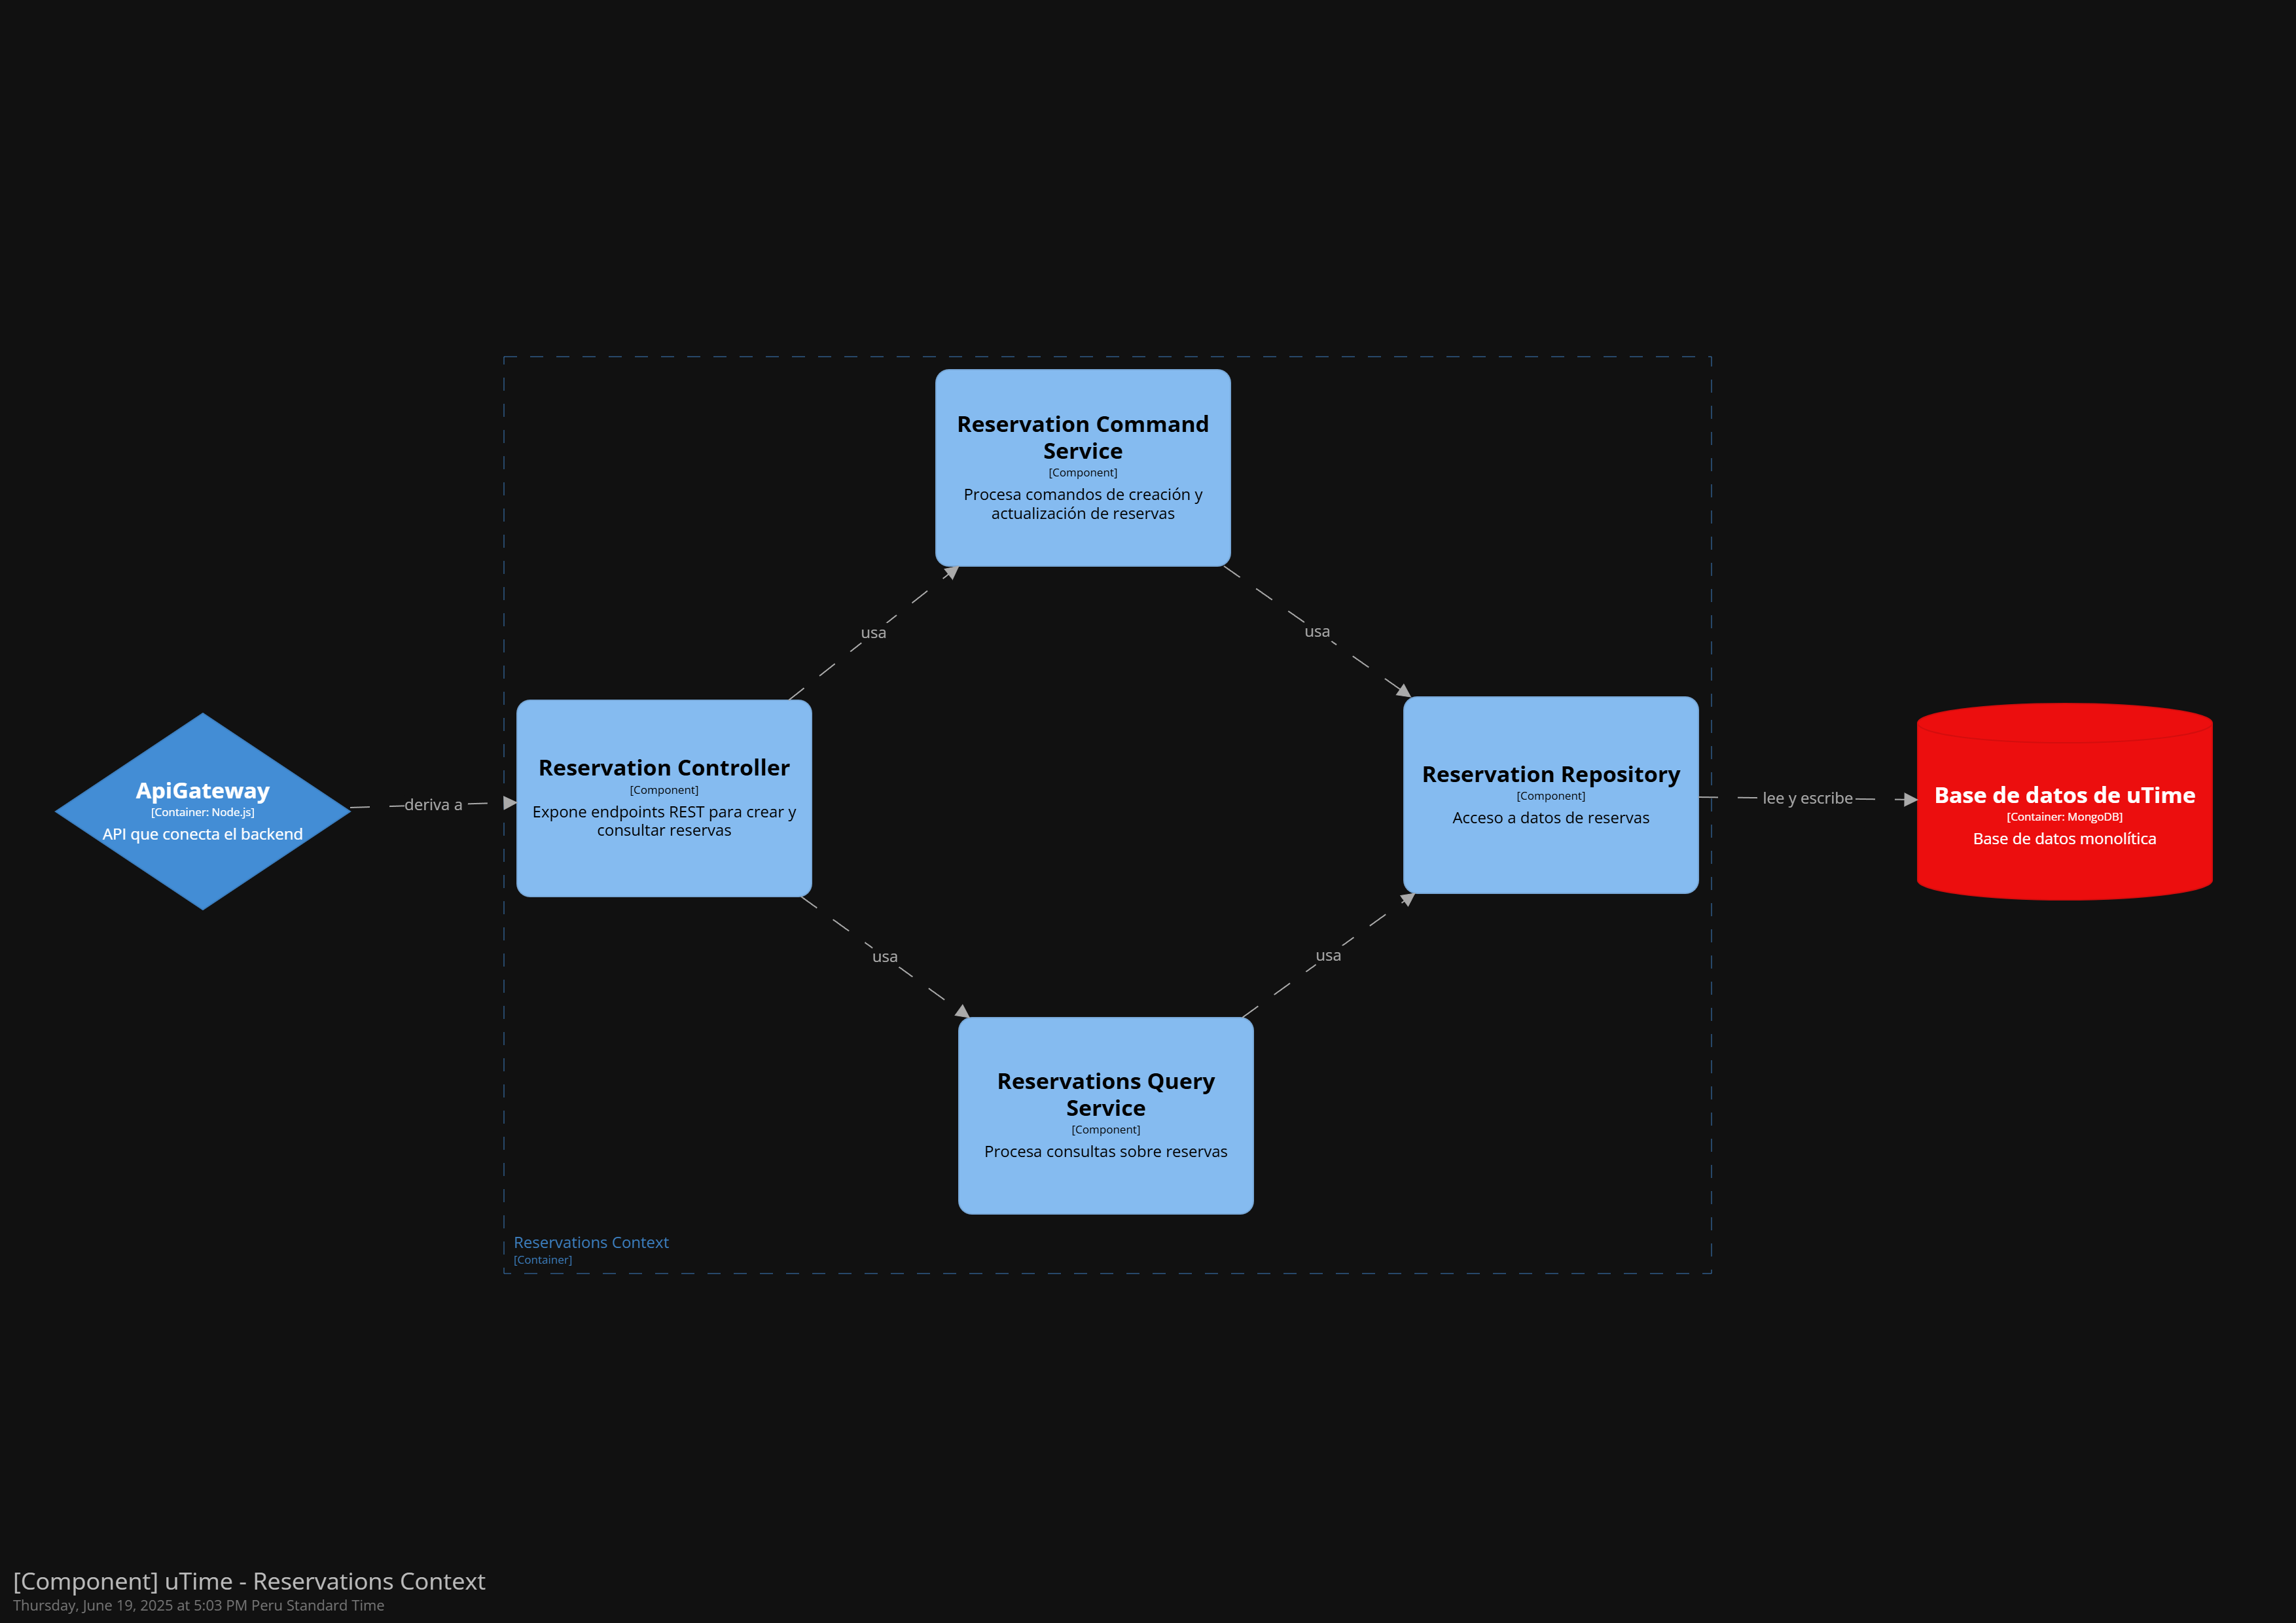 Reservation Command
Service
[Component]
Procesa comandos de creación y
actualización de reservas
usa
usa
ApiGateway
[Container: Node.js]
API que conecta el backend
deriva a
Reservation Controller
[Component]
Expone endpoints REST para crear y
consultar reservas
Reservation Repository
[Component]
Acceso a datos de reservas
lee y escribe
Base de datos de uTime
[Container: MongoDB]
Base de datos monolítica
usa
usa
Reservations Query
Service
[Component]
Procesa consultas sobre reservas
Reservations Context
[Container]
[Component] uTime - Reservations Context
Thursday, June 19, 2025 at 5:03 PM Peru Standard Time